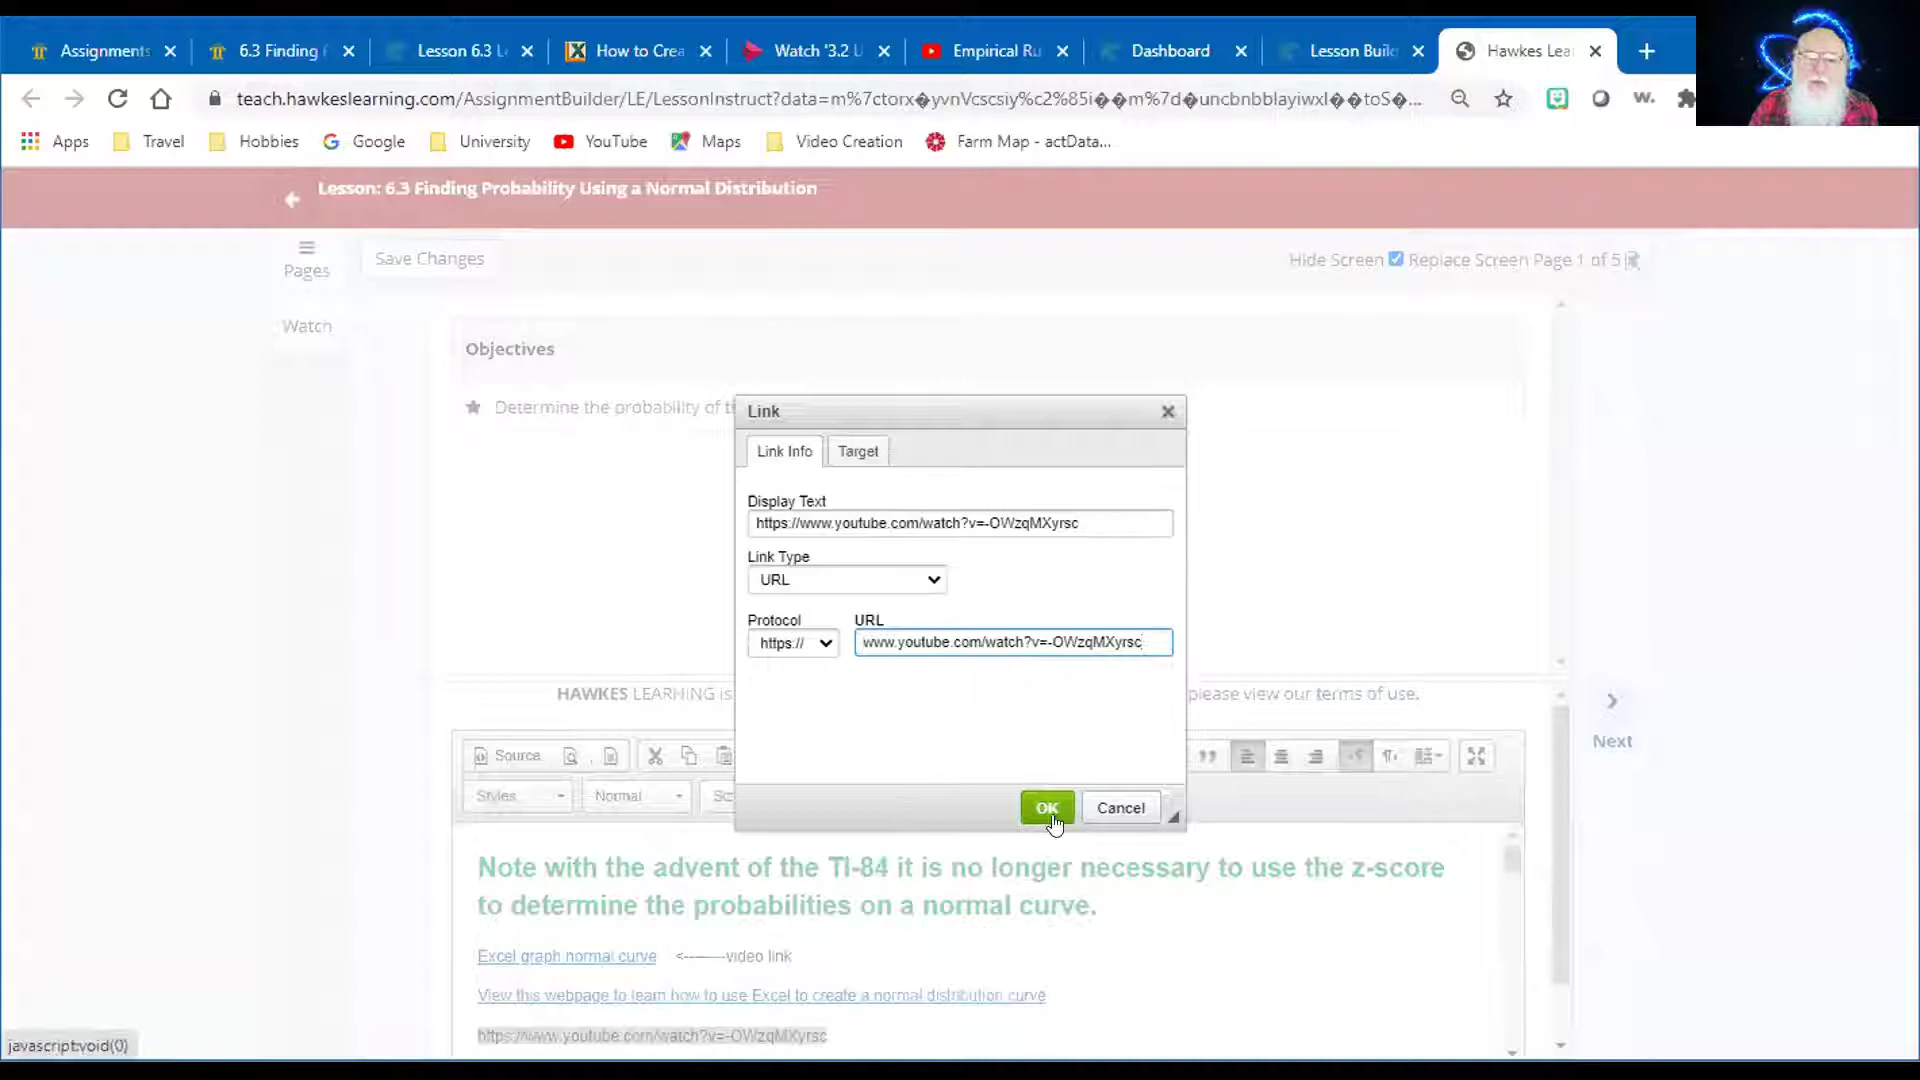 Assignments
6.3 Finding
Lesson 6.3 L
How to Crea
Watch '3.2 U
Empirical Ru
Dashboard
Lesson Buil
Hawkes Lea
teach.hawkeslearning.com/AssignmentBuilder/LE/LessonInstruct?data=m%7ctorx�yvnVcscsiy%c2%85i��m%7d�uncbnbblayiwxl��toS�...
Apps
Travel
Hobbies
Google
University
YouTube
Maps
Video Creation
Farm Map - actData...
Lesson: 6.3 Finding Probability Using a Normal Distribution
Pages
Save Changes
Hide Screen Replace Screen Page 1 of 5
Watch
Objectives
Determine the probability of t
Link
Link Info
Target
Display Text
https://www.youtube.com/watch?v=-OWzqMXyrsc
Link Type
URL
Protocol
URL
https://
www.youtube.com/watch?v=-OWzqMXyrsc
OK
Cancel
HAWKES LEARNING is
please view our terms of use.
Next
Source
Styles
Normal
Note with the advent of the TI-84 it is no longer necessary to use the z-score
to determine the probabilities on a normal curve.
Excel graph normal curve <--------video link
View this webpage to learn how to use Excel to create a normal distribution curve
https://www.youtube.com/watch?v=-OWzqMXyrsc
javascript:void(0)